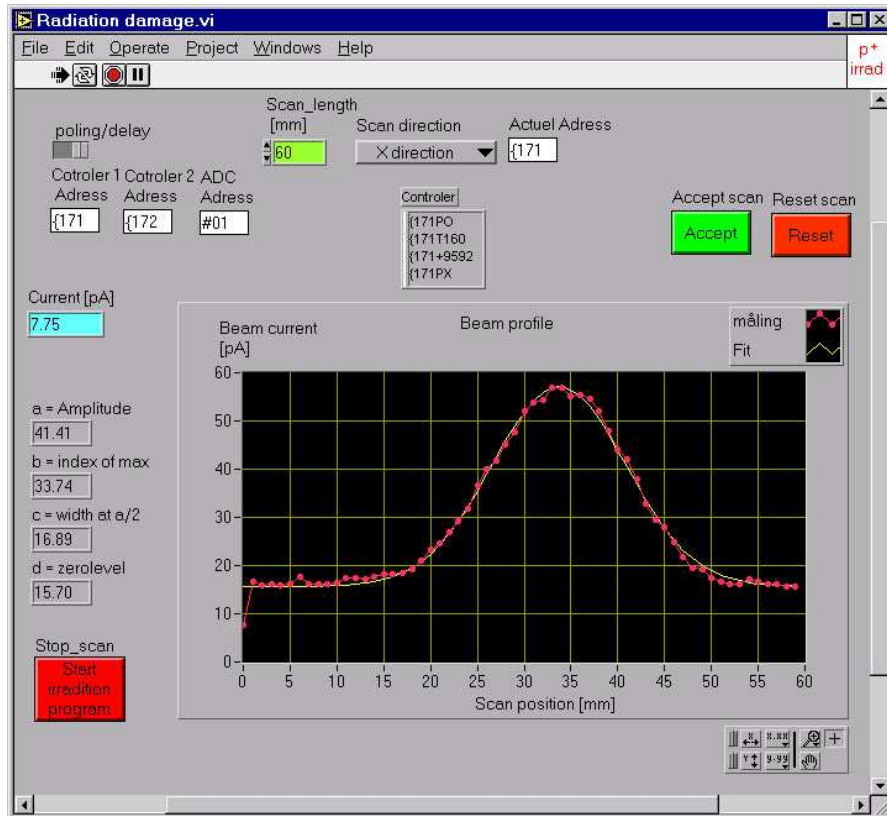 Radiation damage.vi
File Edit Operate Project Windows Help
p+
irrad
Scan_length
[mm]
60
Scan direction
X direction
Actuel Adress
{171
poling/delay
Cotroler 1 Cotroler 2 ADC
Adress Adress Adress
{171 {172 #01
Controler
{171PO
{171T160
{171+9592
{171PX
Accept scan Reset scan
Accept Reset
Current [pA]
7.75
Beam current
[pA]
Beam profile
måling
Fit
a = Amplitude
41.41
b = index of max
33.74
c = width at a/2
16.89
d = zerolevel
15.70
Stop_scan
Start
irradition
program
60
50
40
30
20
10
0
0 5 10 15 20 25 30 35 40 45 50 55 60
Scan position [mm]
X X.XX
Y Y.YY